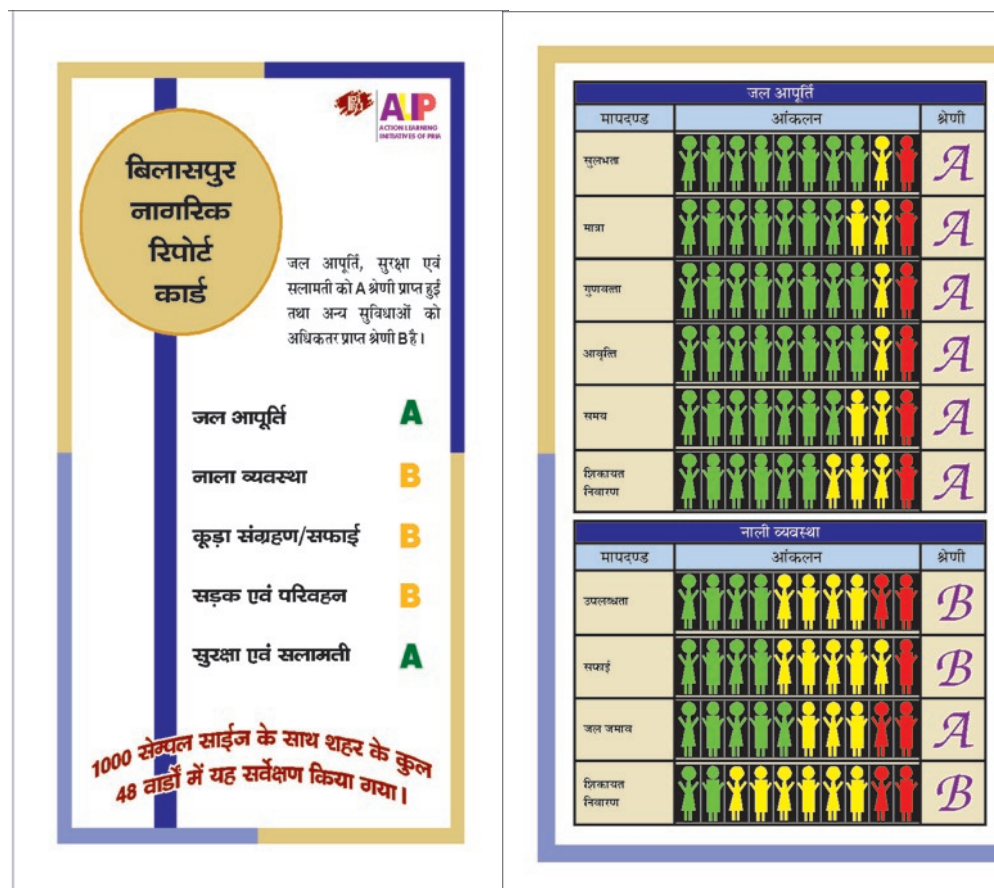 ALIP
ACTION LEARNING
INITIATIVES OF PRIA
बिलासपुर
नागरिक
रिपोर्ट
कार्ड
जल आपूर्ति, सुरक्षा एवं
सलामती को A श्रेणी प्राप्त हुई
तथा अन्य सुविधाओं को
अधिकतर प्राप्त श्रेणी B है।
जल आपूर्ति A
नाला व्यवस्था B
कूड़ा संग्रहण/सफाई B
सड़क एवं परिवहन B
सुरक्षा एवं सलामती A
1000 सेम्पल साईज के साथ शहर के कुल
48 वार्डों में यह सर्वेक्षण किया गया।
जल आपूर्ति
मापदण्ड आंकलन श्रेणी
सुलभता A
मात्रा A
गुणवत्ता A
आवृत्ति A
समय A
शिकायत
निवारण A
नाली व्यवस्था
मापदण्ड आंकलन श्रेणी
उपलब्धता B
सफाई B
जल जमाव A
शिकायत
निवारण B